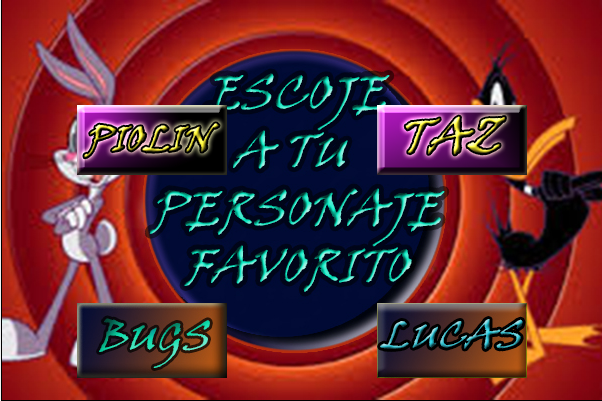 ESCOJE
A TU
PERSONAJE
FAVORITO
PIOLIN
TAZ
BUGS
LUCAS